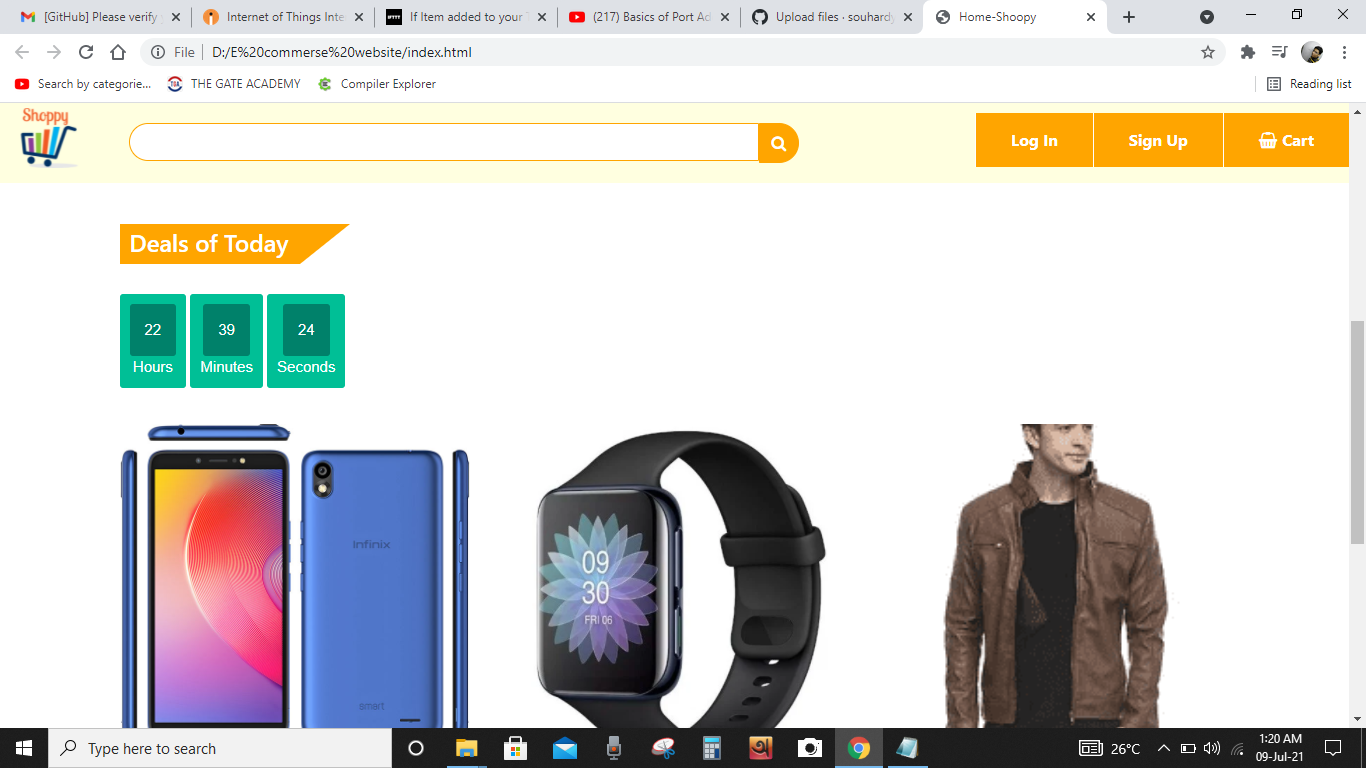 [GitHub] Please verify
Internet of Things Inte
IFTTT
If Item added to your
(217) Basics of Port Ad
Upload files · souhardy
Home-Shoopy
File
D:/E%20commerse%20website/index.html
Search by categorie...
TGA
THE GATE ACADEMY
Compiler Explorer
Reading list
Shoppy
Log In
Sign Up
Cart
Deals of Today
22
39
24
Hours
Minutes
Seconds
infinix
smart
09
30
FRI 06
Type here to search
অ
26°C
1:20 AM
09-Jul-21